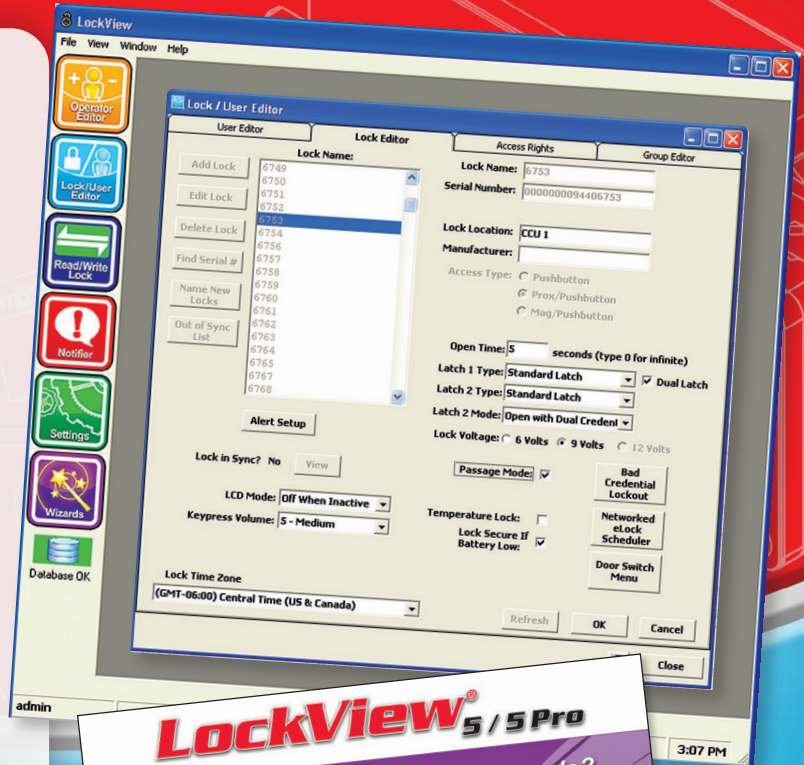 LockView
File View Window Help
Operator Editor
Lock/User Editor
Read/Write Lock
Notifier
Settings
Wizards
Database OK
admin
3:07 PM
Lock / User Editor
User Editor
Lock Editor
Access Rights
Group Editor
Add Lock
Edit Lock
Delete Lock
Find Serial #
Name New Locks
Out of Sync List
Lock Name:
6749
6750
6751
6752
6753
6754
6756
6757
6758
6759
6760
6761
6762
6763
6764
6765
6767
6768
Alert Setup
Lock in Sync? No View
LCD Mode: Off When Inactive
Keypress Volume: 5 - Medium
Lock Time Zone
(GMT-06:00) Central Time (US & Canada)
Lock Name: 6753
Serial Number: 0000000094406753
Lock Location: CCU 1
Manufacturer:
Access Type: Pushbutton
Prox/Pushbutton
Mag/Pushbutton
Open Time: 5 seconds (type 0 for infinite)
Latch 1 Type: Standard Latch Dual Latch
Latch 2 Type: Standard Latch
Latch 2 Mode: Open with Dual Credenl
Lock Voltage: 6 Volts 9 Volts 12 Volts
Passage Mode:
Temperature Lock:
Lock Secure If Battery Low:
Bad Credential Lockout
Networked eLock Scheduler
Door Switch Menu
Refresh OK Cancel
Close
LockView® 5 / 5 Pro